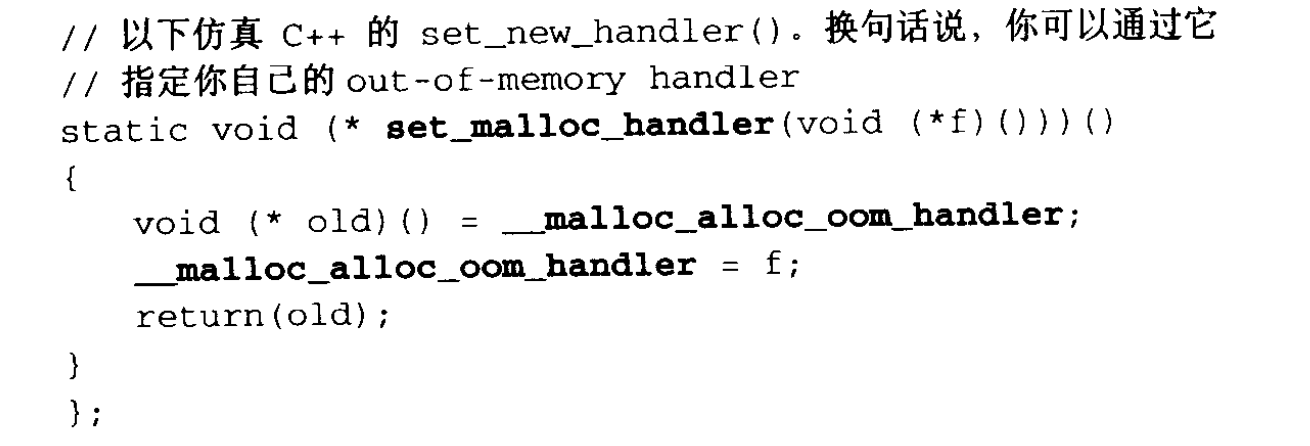 // 以下仿真 C++ 的 set_new_handler()。换句话说，你可以通过它
// 指定你自己的 out-of-memory handler
static void (* set_malloc_handler(void (*f)()))()
{
void (* old)() = __malloc_alloc_oom_handler;
__malloc_alloc_oom_handler = f;
return(old);
}
};